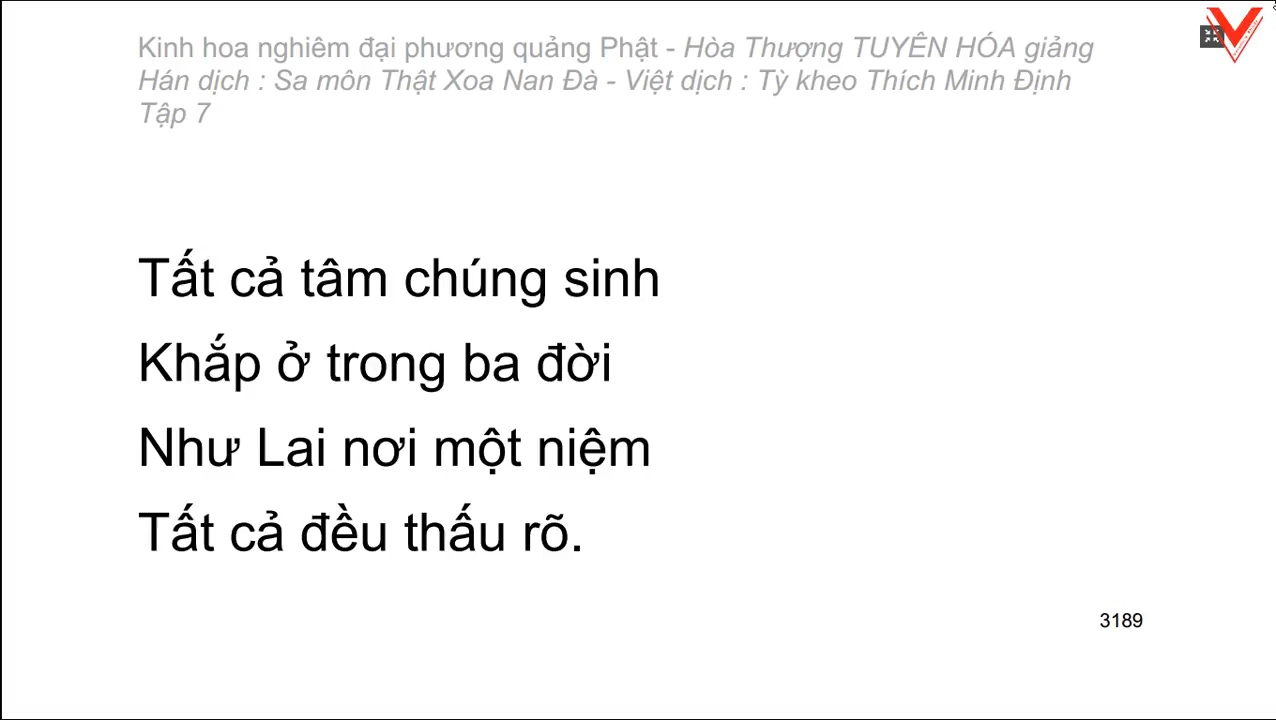 Kinh hoa nghiêm đại phương quảng Phật - Hòa Thượng TUYÊN HÓA giảng
Hán dịch : Sa môn Thật Xoa Nan Đà - Việt dịch : Tỳ kheo Thích Minh Định
Tập 7
Tất cả tâm chúng sinh
Khắp ở trong ba đời
Như Lai nơi một niệm
Tất cả đều thấu rõ.
3189